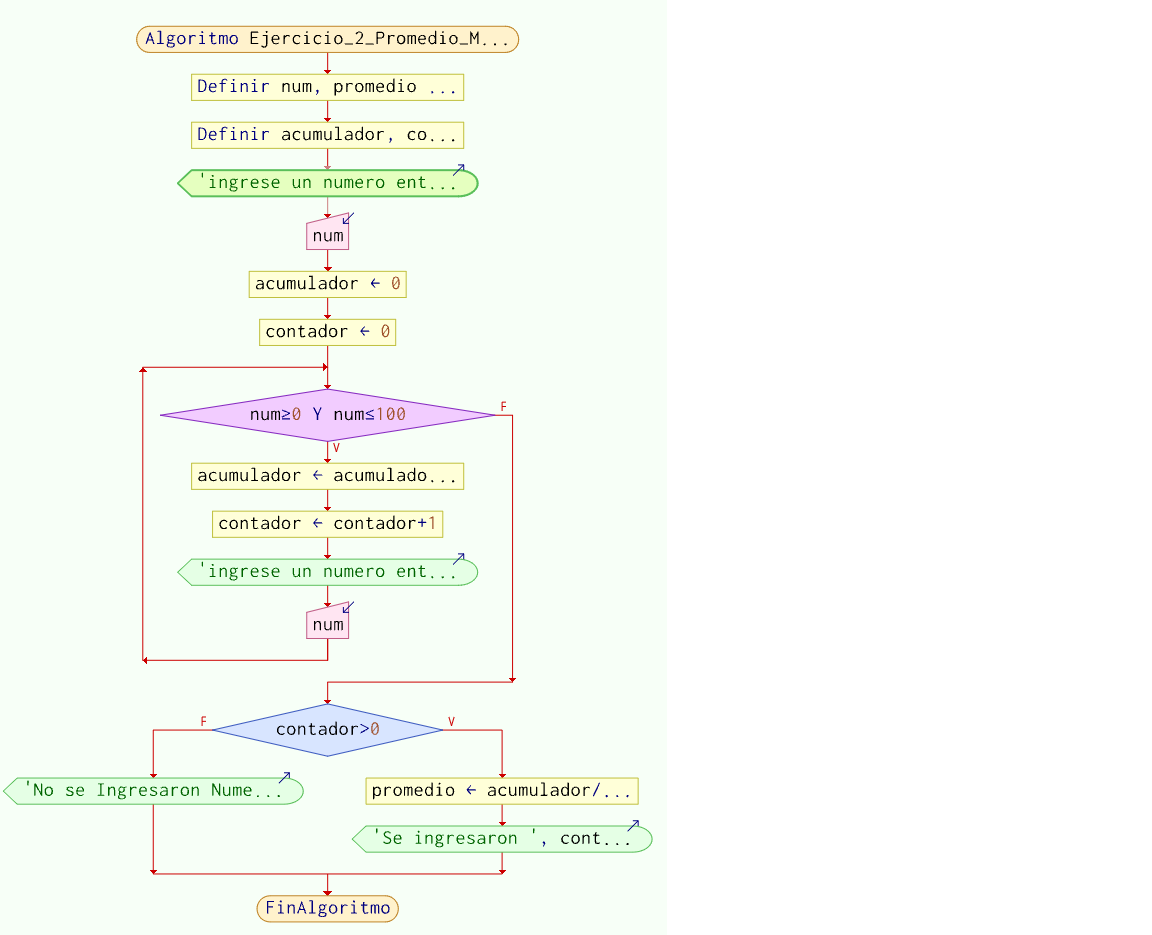 Algoritmo Ejercicio_2_Promedio_M...
Definir num, promedio ...
Definir acumulador, co...
'ingrese un numero ent...
num
acumulador ← 0
contador ← 0
num≥0 Y num≤100
F
V
acumulador ← acumulado...
contador ← contador+1
'ingrese un numero ent...
num
contador>0
F
V
'No se Ingresaron Nume...
promedio ← acumulador/...
'Se ingresaron ', cont...
FinAlgoritmo